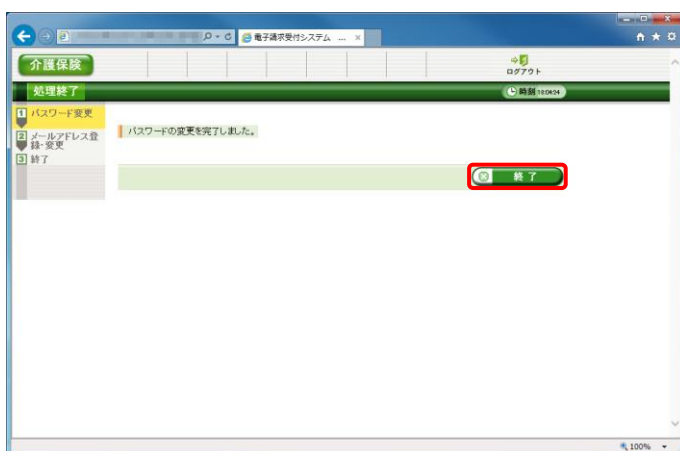 電子請求受付システム ...
介護保険
ログアウト
処理終了
時刻 18:04:24
1 パスワード変更
2 メールアドレス登
録・変更
3 終了
パスワードの変更を完了しました。
終了
100%